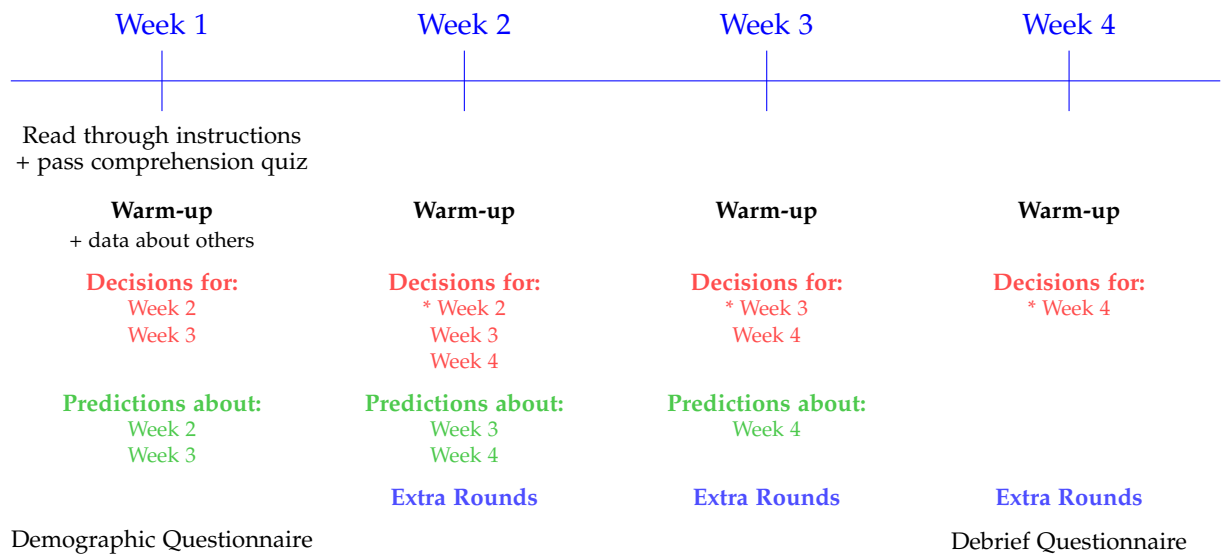 Week 1
Week 2
Week 3
Week 4
Read through instructions
+ pass comprehension quiz
Warm-up
+ data about others
Warm-up
Warm-up
Warm-up
Decisions for:
Week 2
Week 3
Decisions for:
* Week 2
Week 3
Week 4
Decisions for:
* Week 3
Week 4
Decisions for:
* Week 4
Predictions about:
Week 2
Week 3
Predictions about:
Week 3
Week 4
Predictions about:
Week 4
Extra Rounds
Extra Rounds
Extra Rounds
Demographic Questionnaire
Debrief Questionnaire